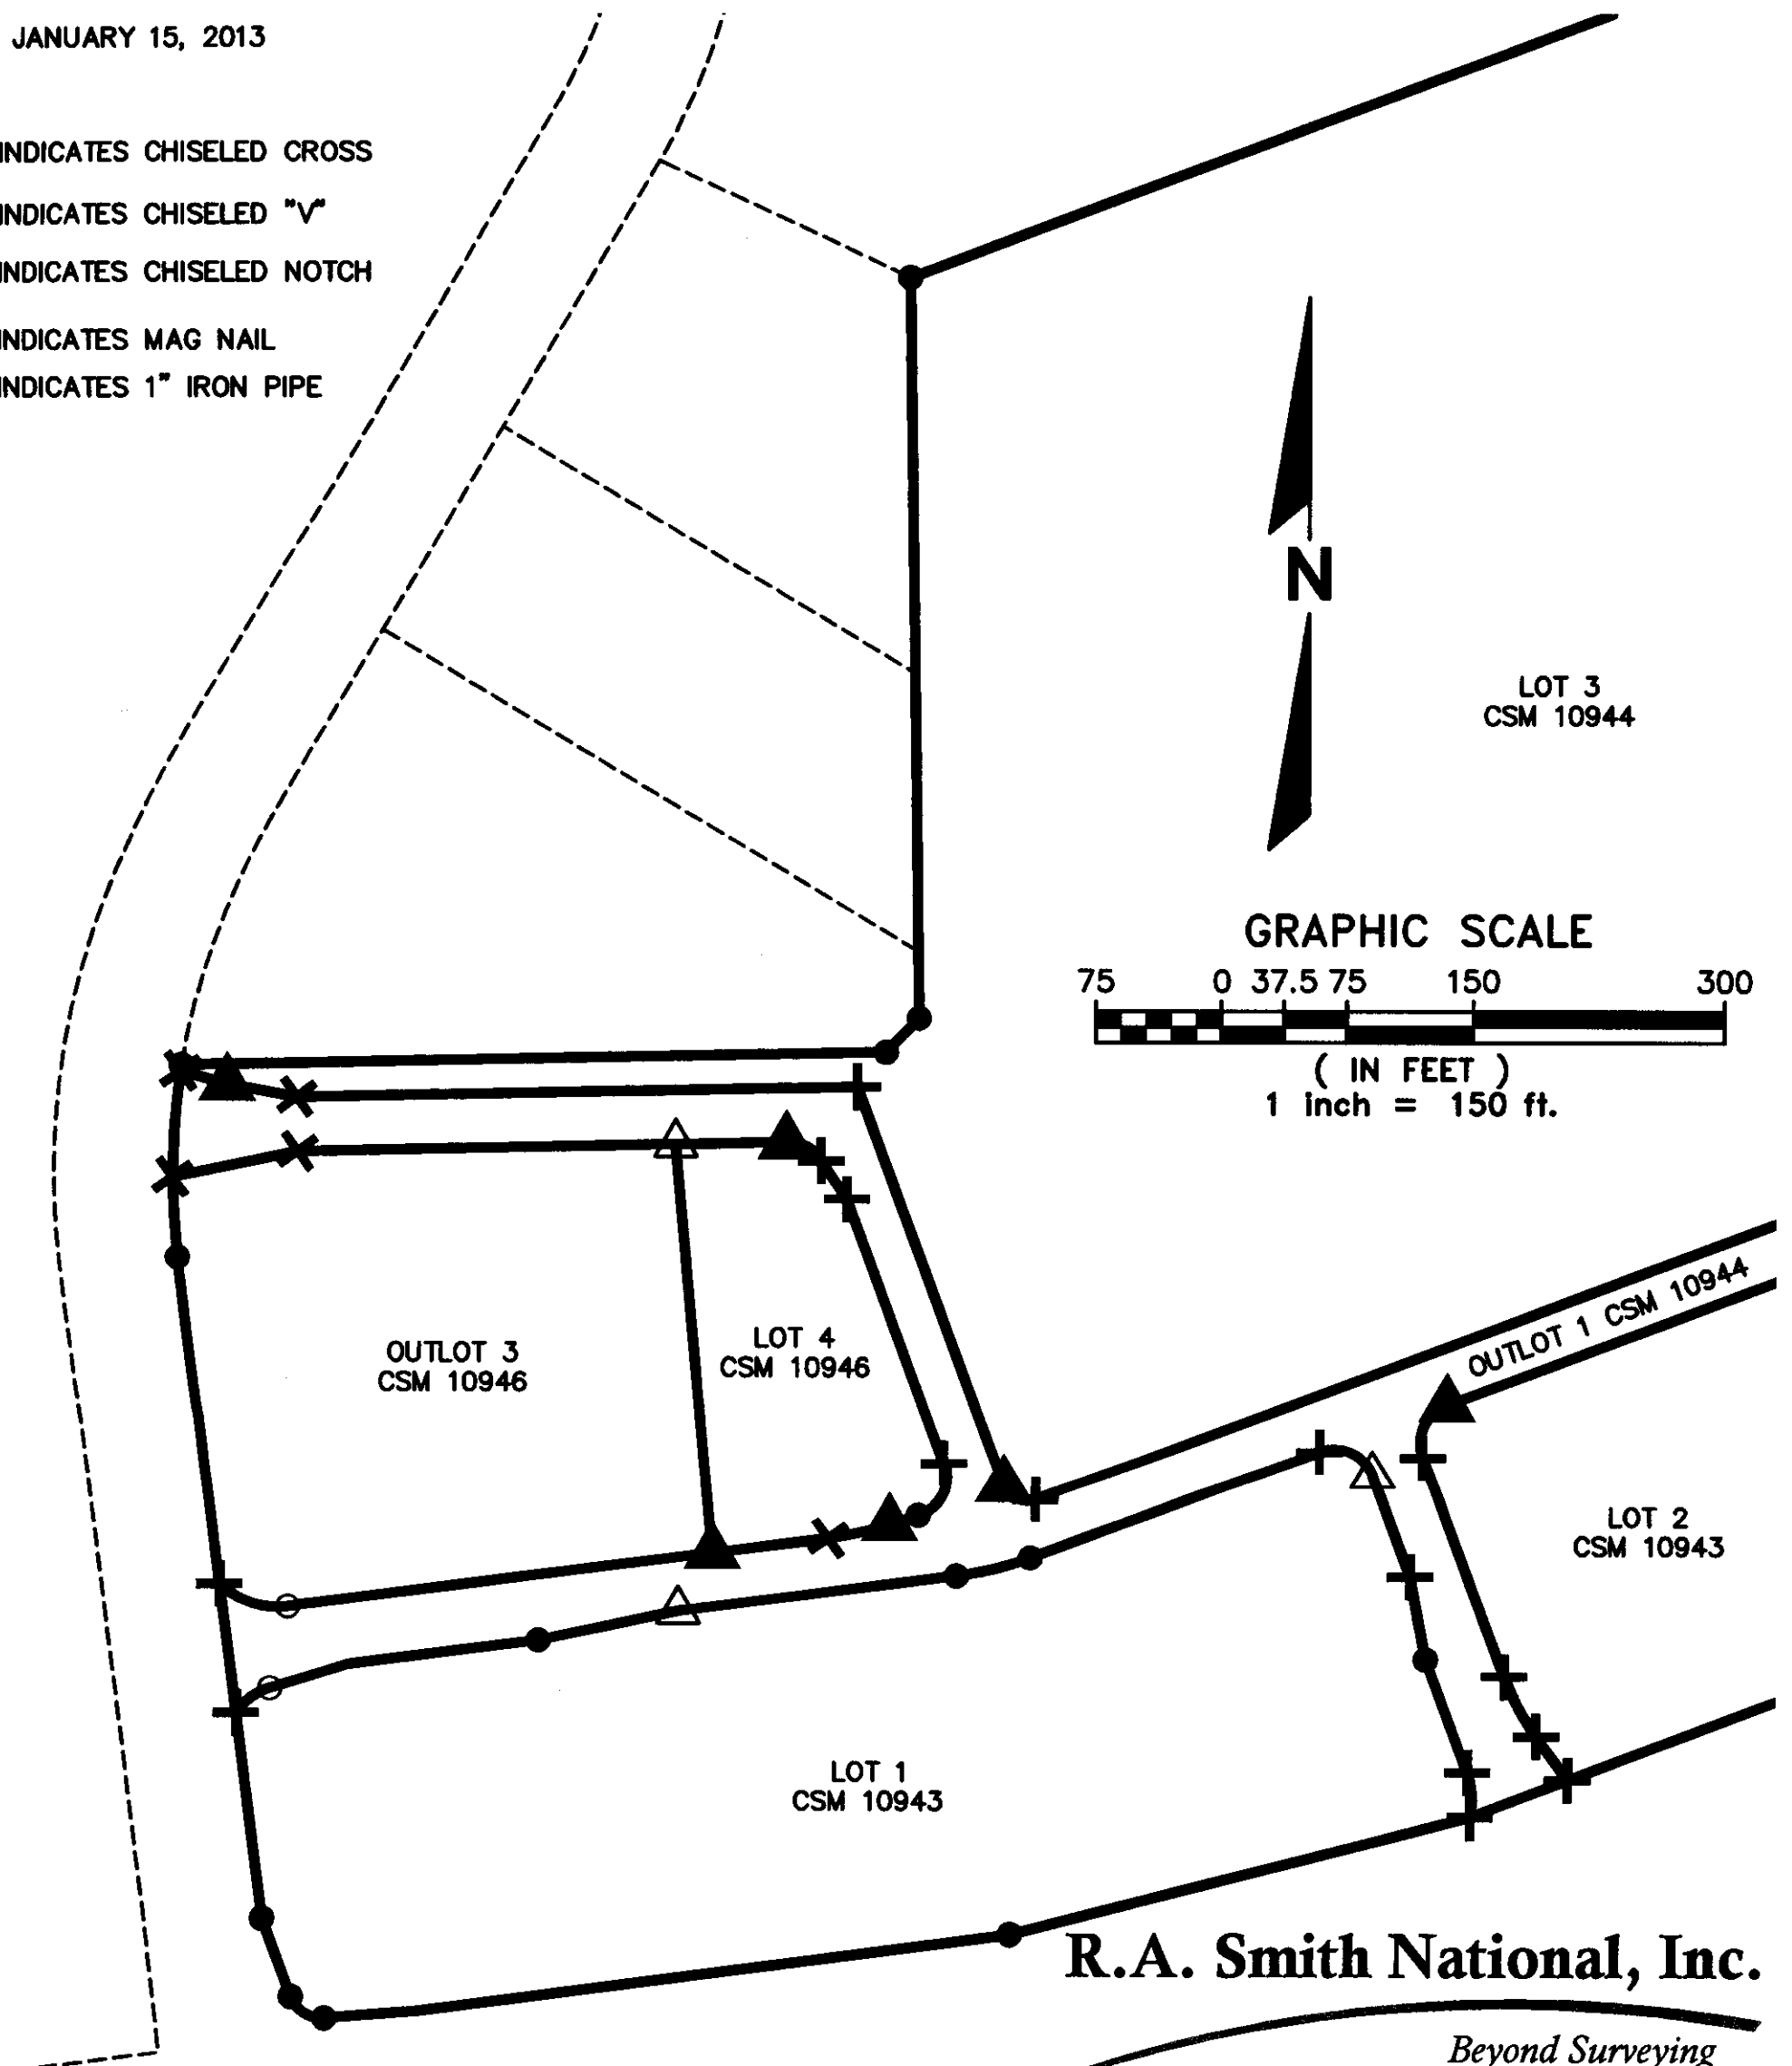 JANUARY 15, 2013
INDICATES CHISELED CROSS
INDICATES CHISELED "V"
INDICATES CHISELED NOTCH
INDICATES MAG NAIL
INDICATES 1" IRON PIPE
N
LOT 3
CSM 10944
GRAPHIC SCALE
75 0 37.5 75 150 300
( IN FEET )
1 inch = 150 ft.
OUTLOT 1 CSM 10944
OUTLOT 3
CSM 10946
LOT 4
CSM 10946
LOT 2
CSM 10943
LOT 1
CSM 10943
R.A. Smith National, Inc.
Beyond Surveying